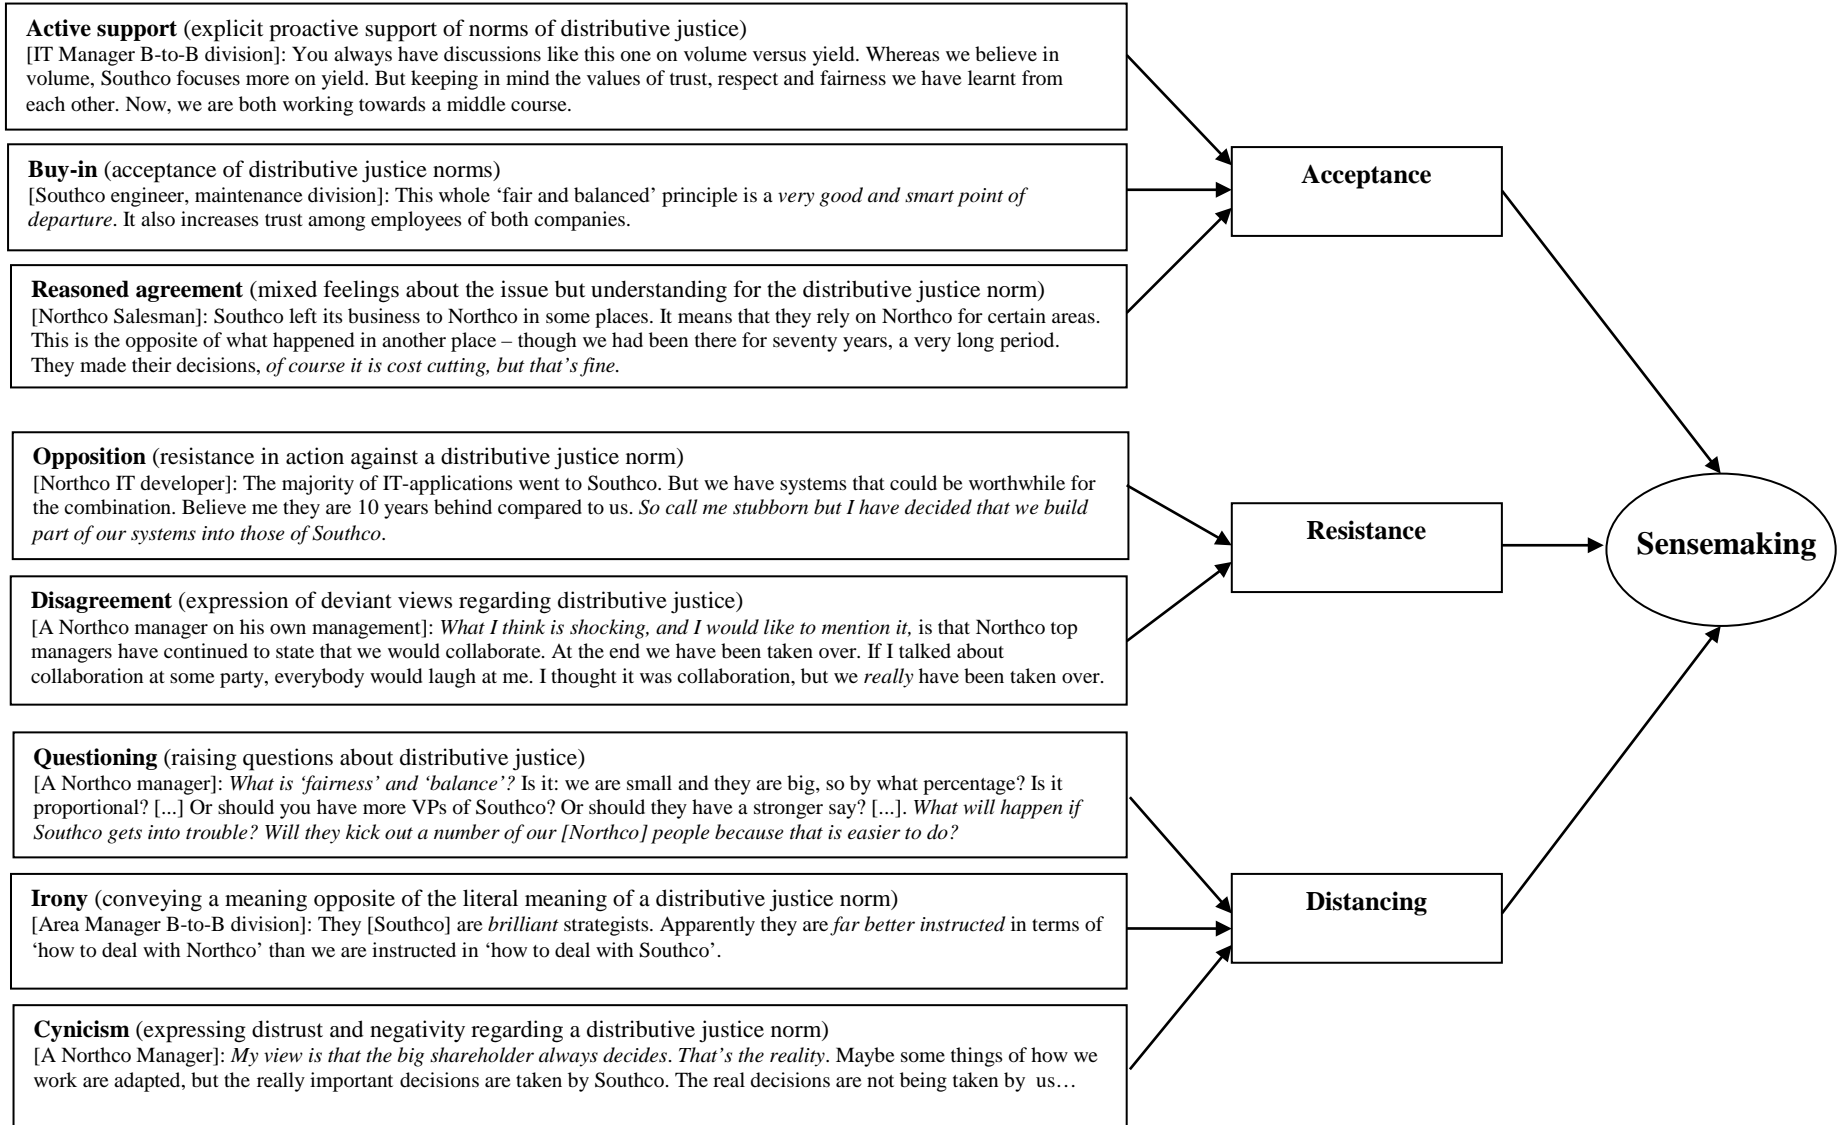 Active support (explicit proactive support of norms of distributive justice)
[IT Manager B-to-B division]: You always have discussions like this one on volume versus yield. Whereas we believe in
volume, Southco focuses more on yield. But keeping in mind the values of trust, respect and fairness we have learnt from
each other. Now, we are both working towards a middle course.
Buy-in (acceptance of distributive justice norms)
[Southco engineer, maintenance division]: This whole ‘fair and balanced’ principle is a very good and smart point of
departure. It also increases trust among employees of both companies.
Reasoned agreement (mixed feelings about the issue but understanding for the distributive justice norm)
[Northco Salesman]: Southco left its business to Northco in some places. It means that they rely on Northco for certain areas.
This is the opposite of what happened in another place – though we had been there for seventy years, a very long period.
They made their decisions, of course it is cost cutting, but that’s fine.
Acceptance
Opposition (resistance in action against a distributive justice norm)
[Northco IT developer]: The majority of IT-applications went to Southco. But we have systems that could be worthwhile for
the combination. Believe me they are 10 years behind compared to us. So call me stubborn but I have decided that we build
part of our systems into those of Southco.
Disagreement (expression of deviant views regarding distributive justice)
[A Northco manager on his own management]: What I think is shocking, and I would like to mention it, is that Northco top
managers have continued to state that we would collaborate. At the end we have been taken over. If I talked about
collaboration at some party, everybody would laugh at me. I thought it was collaboration, but we really have been taken over.
Resistance
Sensemaking
Questioning (raising questions about distributive justice)
[A Northco manager]: What is ‘fairness’ and ‘balance’? Is it: we are small and they are big, so by what percentage? Is it
proportional? [...] Or should you have more VPs of Southco? Or should they have a stronger say? [...]. What will happen if
Southco gets into trouble? Will they kick out a number of our [Northco] people because that is easier to do?
Irony (conveying a meaning opposite of the literal meaning of a distributive justice norm)
[Area Manager B-to-B division]: They [Southco] are brilliant strategists. Apparently they are far better instructed in terms of
‘how to deal with Northco’ than we are instructed in ‘how to deal with Southco’.
Cynicism (expressing distrust and negativity regarding a distributive justice norm)
[A Northco Manager]: My view is that the big shareholder always decides. That’s the reality. Maybe some things of how we
work are adapted, but the really important decisions are taken by Southco. The real decisions are not being taken by us…
Distancing